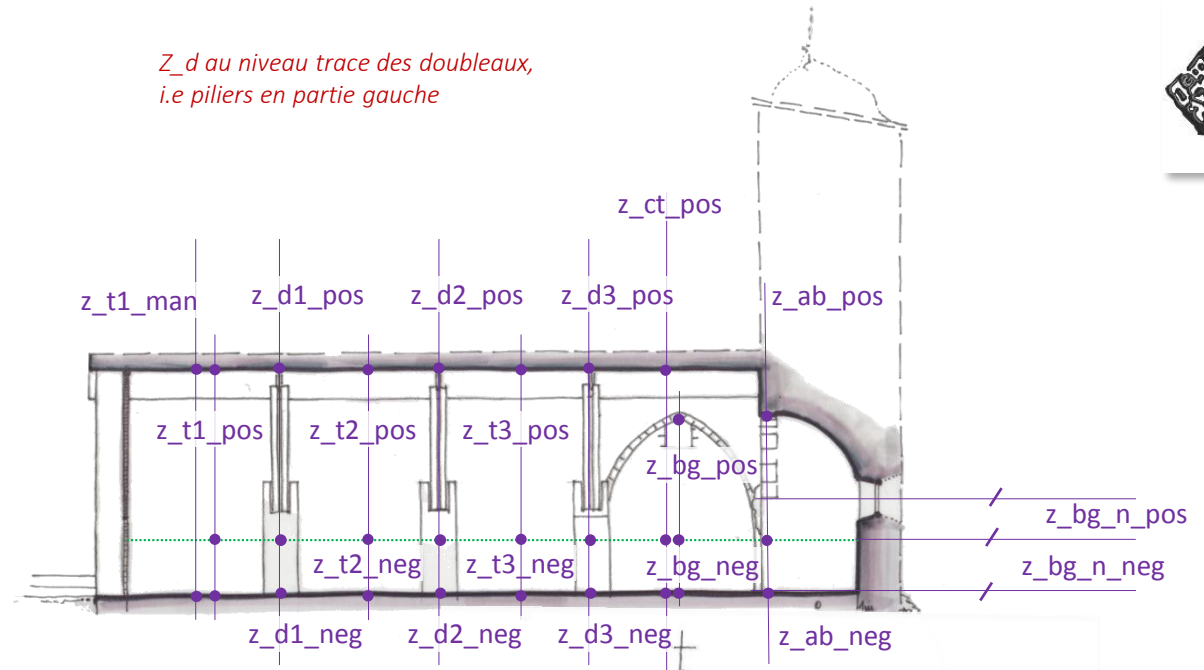 Z_d au niveau trace des doubleaux,
i.e piliers en partie gauche
z_ct_pos
z_t1_man
z_d1_pos
z_d2_pos
z_d3_pos
z_ab_pos
z_t1_pos
z_t2_pos
z_t3_pos
z_bg_pos
z_bg_n_pos
z_t2_neg
z_t3_neg
z_bg_neg
z_bg_n_neg
z_d1_neg
z_d2_neg
z_d3_neg
z_ab_neg